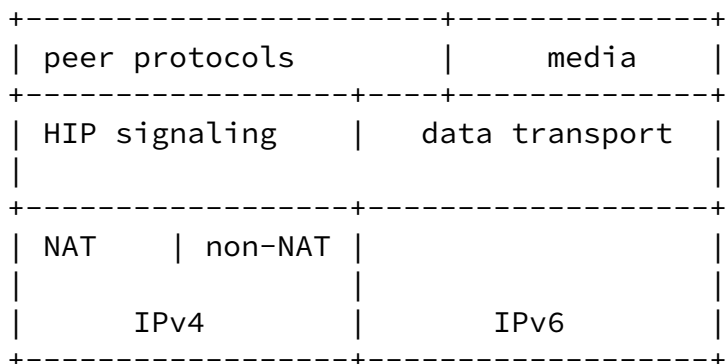 +-----------------------+--------------+
| peer protocols        |     media    |
+------------------+----+--------------+
| HIP signaling    |   data transport  |
|                                      |
+------------------+-------------------+
| NAT    | non-NAT |                   |
|                  |                   |
|      IPv4        |       IPv6        |
+------------------+-------------------+